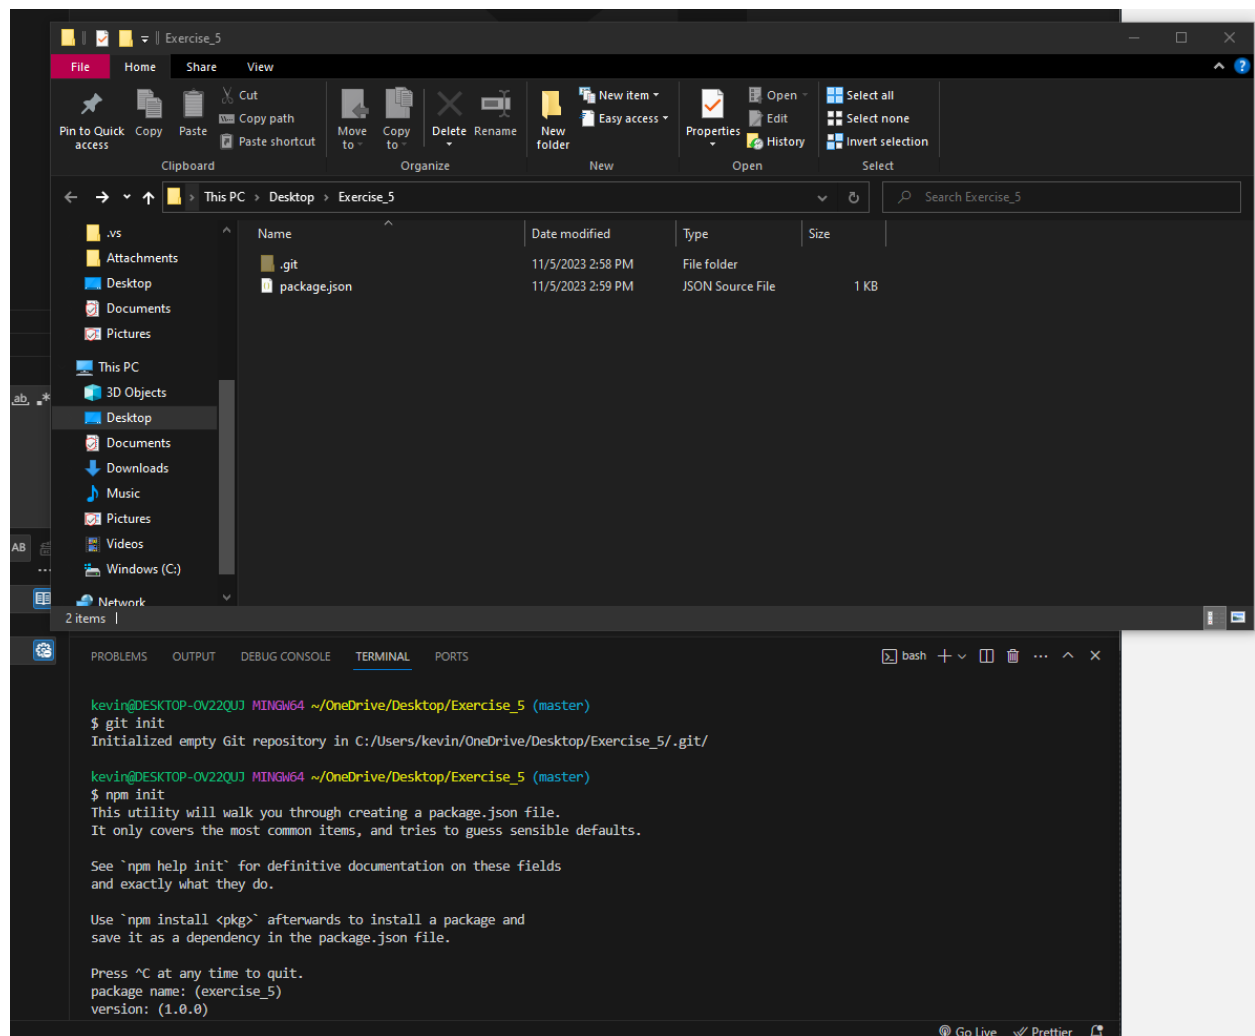 Exercise_5
File Home Share View
Pin to Quick access
Copy
Paste
Cut
Copy path
Paste shortcut
Move to
Copy to
Delete
Rename
New folder
New item
Easy access
Properties
Open
Edit
History
Select all
Select none
Invert selection
Clipboard Organize New Open Select
This PC > Desktop > Exercise_5
Search Exercise_5
Name Date modified Type Size
.git 11/5/2023 2:58 PM File folder
package.json 11/5/2023 2:59 PM JSON Source File 1 KB
.vs
Attachments
Desktop
Documents
Pictures
This PC
3D Objects
Desktop
Documents
Downloads
Music
Pictures
Videos
Windows (C:)
Network
2 items
ab
AB
PROBLEMS OUTPUT DEBUG CONSOLE TERMINAL PORTS bash
kevin@DESKTOP-OV22QUJ MINGW64 ~/OneDrive/Desktop/Exercise_5 (master)
$ git init
Initialized empty Git repository in C:/Users/kevin/OneDrive/Desktop/Exercise_5/.git/
kevin@DESKTOP-OV22QUJ MINGW64 ~/OneDrive/Desktop/Exercise_5 (master)
$ npm init
This utility will walk you through creating a package.json file.
It only covers the most common items, and tries to guess sensible defaults.
See `npm help init` for definitive documentation on these fields
and exactly what they do.
Use `npm install <pkg>` afterwards to install a package and
save it as a dependency in the package.json file.
Press ^C at any time to quit.
package name: (exercise_5)
version: (1.0.0)
Go Live Prettier